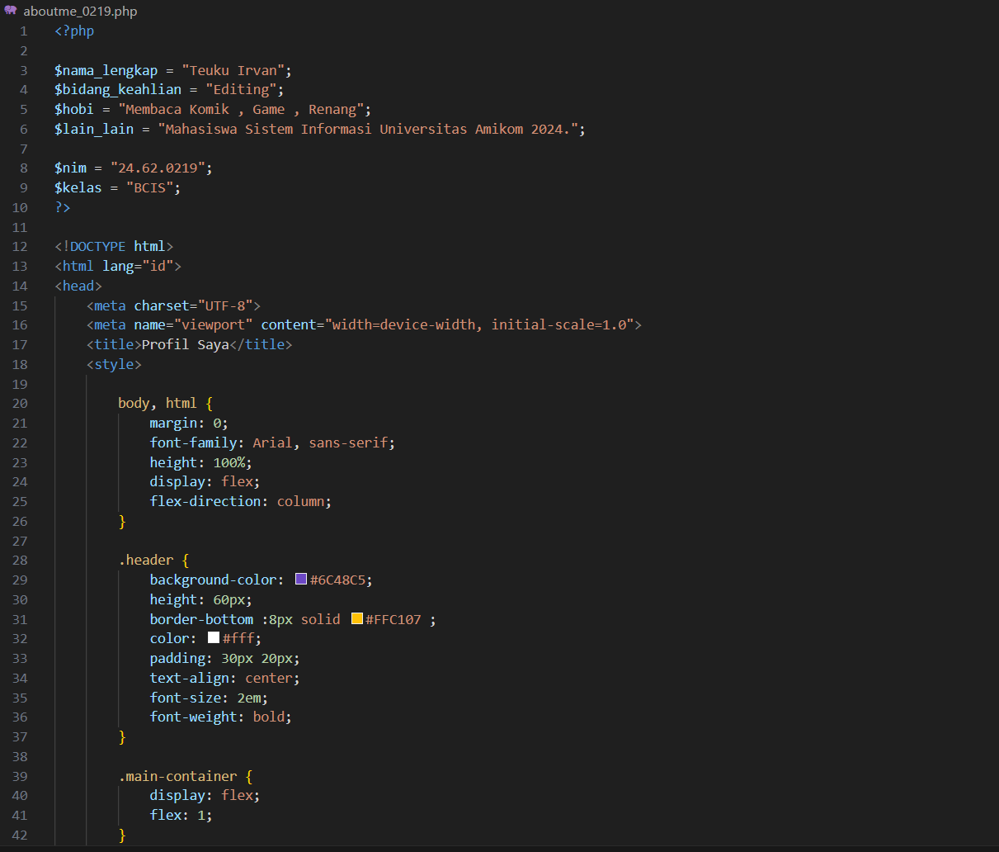 aboutme_0219.php
1 <?php
2
3 $nama_lengkap = "Teuku Irvan";
4 $bidang_keahlian = "Editing";
5 $hobi = "Membaca Komik , Game , Renang";
6 $lain_lain = "Mahasiswa Sistem Informasi Universitas Amikom 2024.";
7
8 $nim = "24.62.0219";
9 $kelas = "BCIS";
10 ?>
11
12 <!DOCTYPE html>
13 <html lang="id">
14 <head>
15     <meta charset="UTF-8">
16     <meta name="viewport" content="width=device-width, initial-scale=1.0">
17     <title>Profil Saya</title>
18     <style>
19
20         body, html {
21             margin: 0;
22             font-family: Arial, sans-serif;
23             height: 100%;
24             display: flex;
25             flex-direction: column;
26         }
27
28         .header {
29             background-color: #6C48C5;
30             height: 60px;
31             border-bottom :8px solid #FFC107 ;
32             color: #fff;
33             padding: 30px 20px;
34             text-align: center;
35             font-size: 2em;
36             font-weight: bold;
37         }
38
39         .main-container {
40             display: flex;
41             flex: 1;
42         }